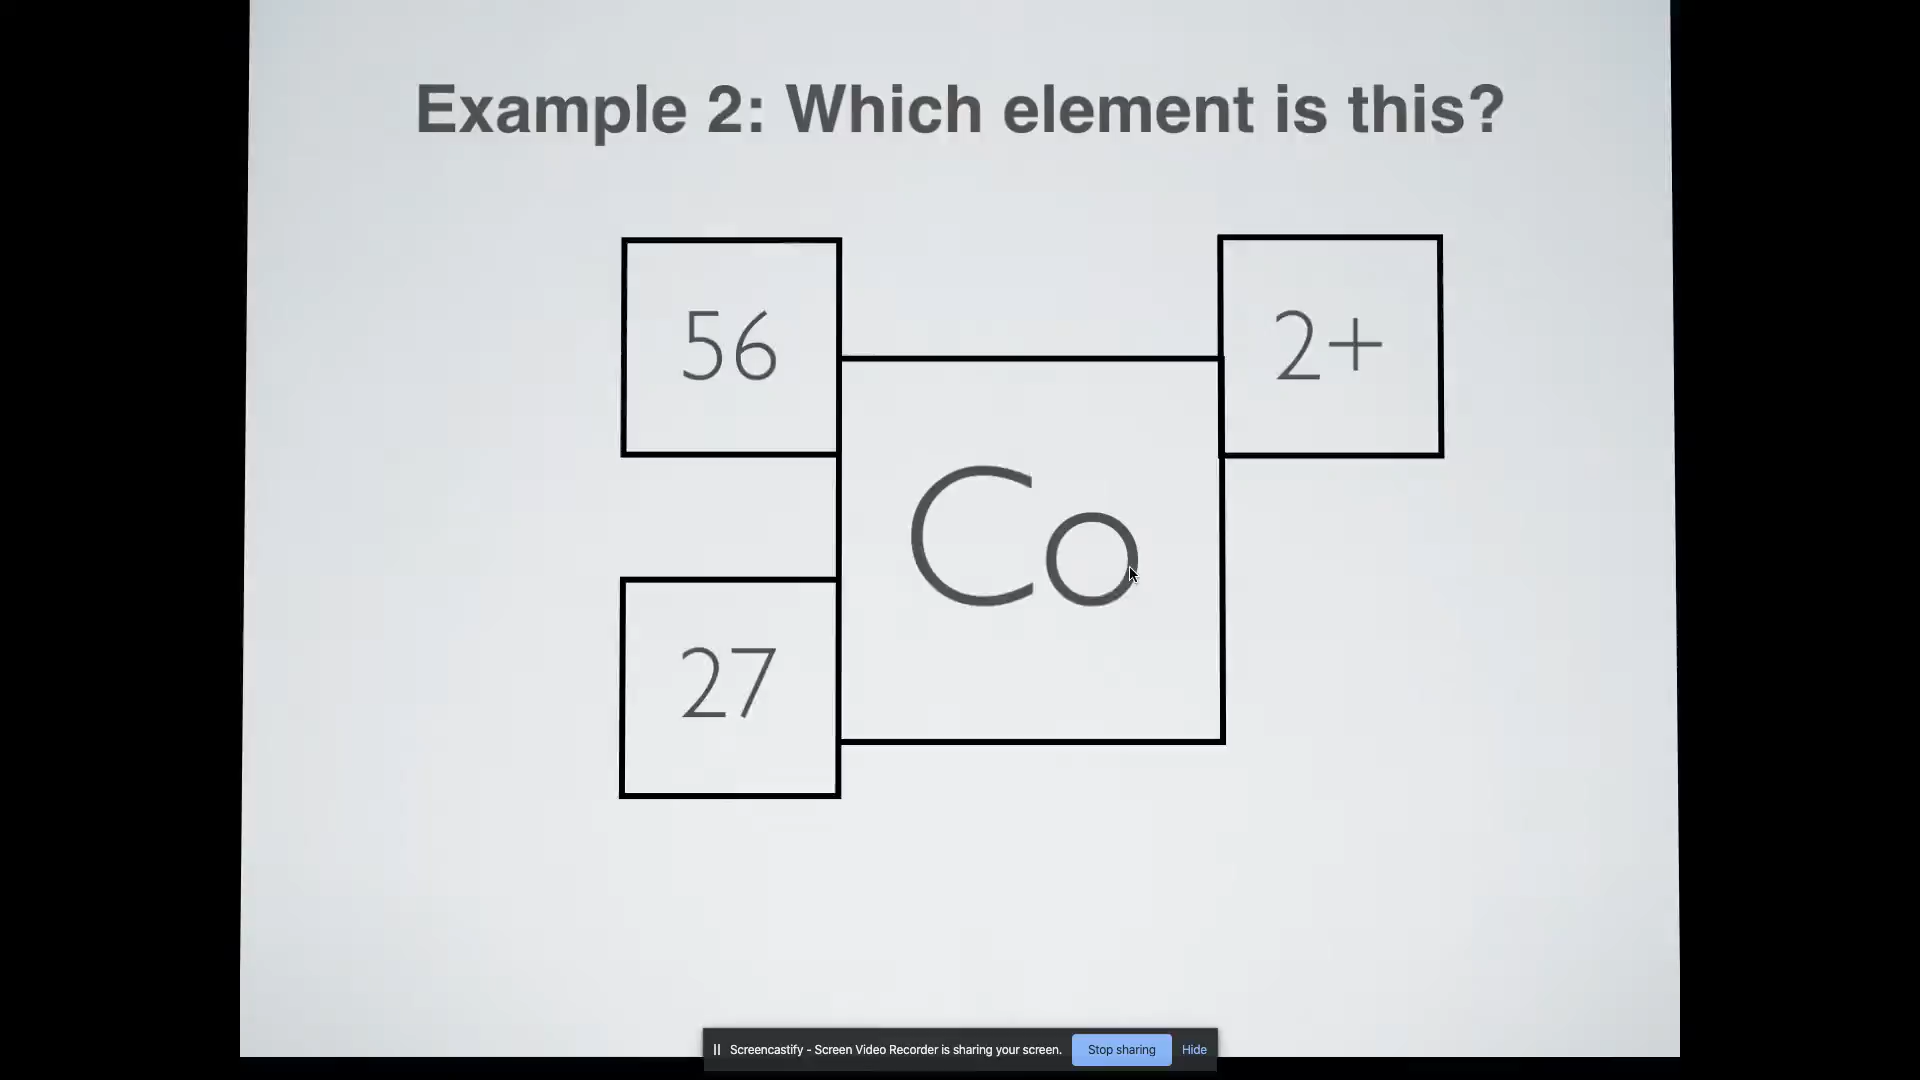 Example 2: Which element is this?
56
2+
Co
27
Screencastify - Screen Video Recorder is sharing your screen.
Stop sharing
Hide